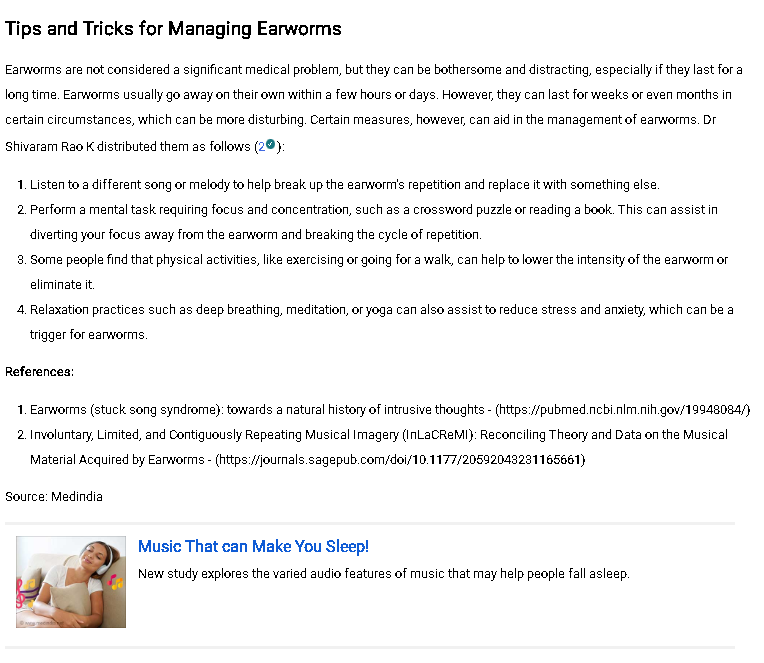 Tips and Tricks for Managing Earworms
Earworms are not considered a significant medical problem, but they can be bothersome and distracting, especially if they last for a
long time. Earworms usually go away on their own within a few hours or days. However, they can last for weeks or even months in
certain circumstances, which can be more disturbing. Certain measures, however, can aid in the management of earworms. Dr
Shivaram Rao K distributed them as follows (2):
1. Listen to a different song or melody to help break up the earworm's repetition and replace it with something else.
2. Perform a mental task requiring focus and concentration, such as a crossword puzzle or reading a book. This can assist in
diverting your focus away from the earworm and breaking the cycle of repetition.
3. Some people find that physical activities, like exercising or going for a walk, can help to lower the intensity of the earworm or
eliminate it.
4. Relaxation practices such as deep breathing, meditation, or yoga can also assist to reduce stress and anxiety, which can be a
trigger for earworms.
References:
1. Earworms (stuck song syndrome): towards a natural history of intrusive thoughts - (https://pubmed.ncbi.nlm.nih.gov/19948084/)
2. Involuntary, Limited, and Contiguously Repeating Musical Imagery (InLaCReMI): Reconciling Theory and Data on the Musical
Material Acquired by Earworms - (https://journals.sagepub.com/doi/10.1177/20592043231165661)
Source: Medindia
Music That can Make You Sleep!
New study explores the varied audio features of music that may help people fall asleep.